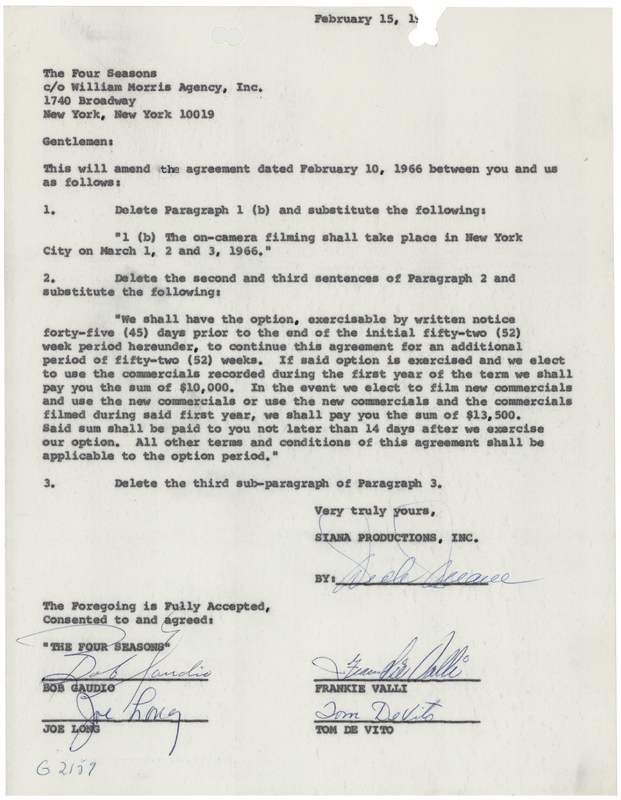 February 15, 1
The Four Seasons
c/o William Morris Agency, Inc.
1740 Broadway
New York, New York 10019
Gentlemen:
This will amend the agreement dated February 10, 1966 between you and us
as follows:
1. Delete Paragraph 1 (b) and substitute the following:
"1 (b) The on-camera filming shall take place in New York
City on March 1, 2 and 3, 1966."
2. Delete the second and third sentences of Paragraph 2 and
substitute the following:
"We shall have the option, exercisable by written notice
forty-five (45) days prior to the end of the initial fifty-two (52)
week period hereunder, to continue this agreement for an additional
period of fifty-two (52) weeks. If said option is exercised and we elect
to use the commercials recorded during the first year of the term we shall
pay you the sum of $10,000. In the event we elect to film new commercials
and use the new commercials or use the new commercials and the commercials
filmed during said first year, we shall pay you the sum of $13,500.
Said sum shall be paid to you not later than 14 days after we exercise
our option. All other terms and conditions of this agreement shall be
applicable to the option period."
3. Delete the third sub-paragraph of Paragraph 3.
Very truly yours,
SIANA PRODUCTIONS, INC.
BY:
The Foregoing is Fully Accepted,
Consented to and agreed:
"THE FOUR SEASONS"
Bob Gaudio Frankie Valli
BOB GAUDIO FRANKIE VALLI
Joe Long Tom DeVito
JOE LONG TOM DE VITO
G 2159